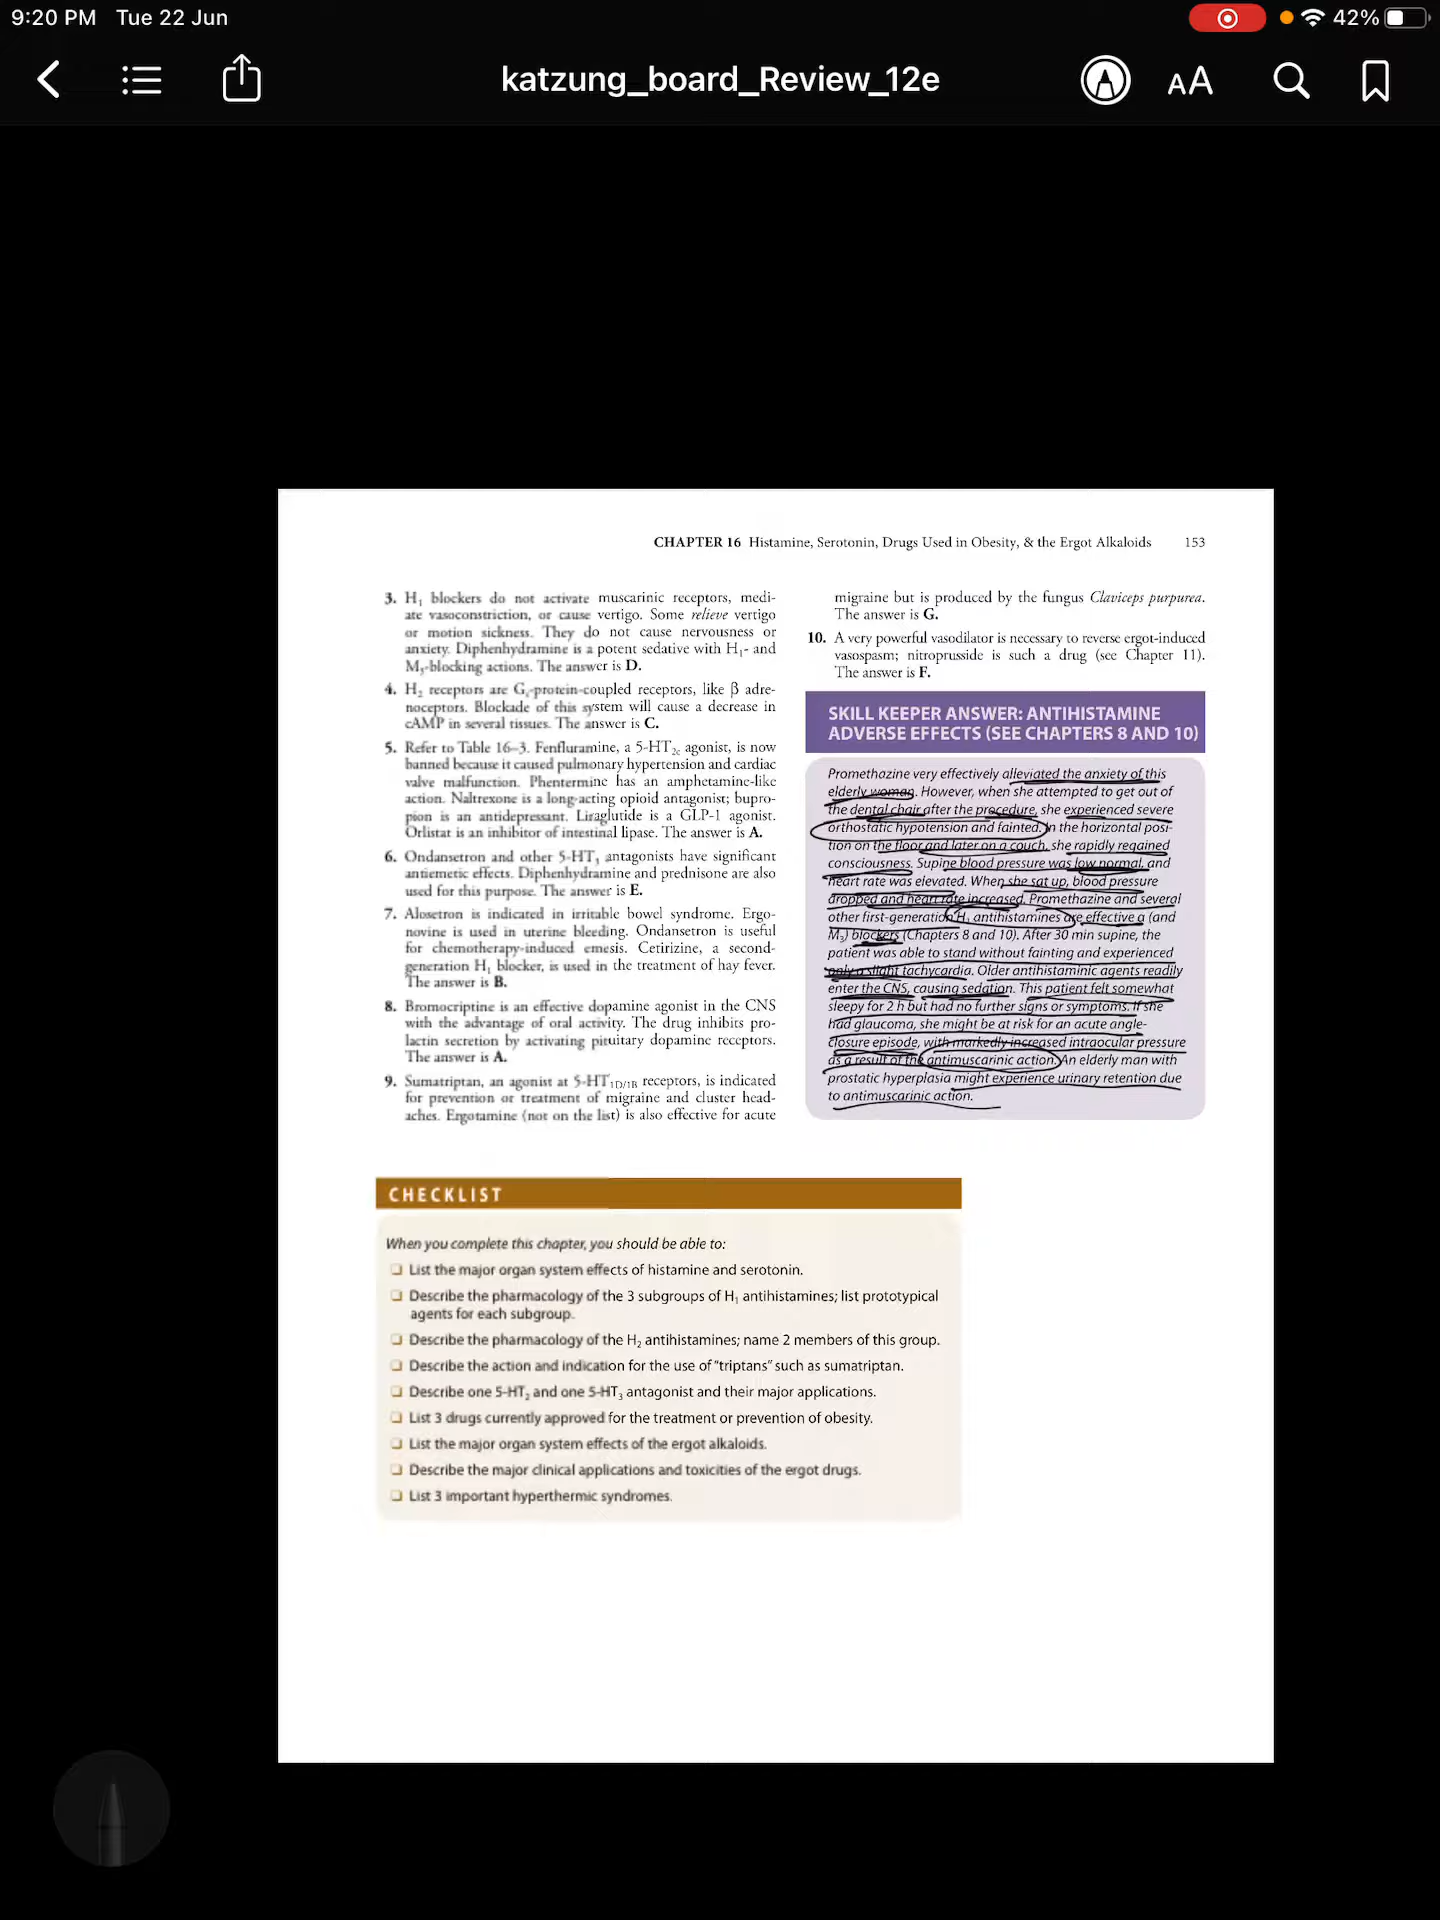 9:20 PM Tue 22 Jun
42%
katzung_board_Review_12e
AA
CHAPTER 16 Histamine, Serotonin, Drugs Used in Obesity, & the Ergot Alkaloids 153
3. H₁ blockers do not activate muscarinic receptors, medi-
ate vasoconstriction, or cause vertigo. Some relieve vertigo
or motion sickness. They do not cause nervousness or
anxiety. Diphenhydramine is a potent sedative with H₁- and
M₃-blocking actions. The answer is D.
4. H₂ receptors are Gₛ-protein-coupled receptors, like β adre-
noceptors. Blockade of this system will cause a decrease in
cAMP in several tissues. The answer is C.
5. Refer to Table 16–3. Fenfluramine, a 5-HT₂c agonist, is now
banned because it caused pulmonary hypertension and cardiac
valve malfunction. Phentermine has an amphetamine-like
action. Naltrexone is a long-acting opioid antagonist; bupro-
pion is an antidepressant. Liraglutide is a GLP-1 agonist.
Orlistat is an inhibitor of intestinal lipase. The answer is A.
6. Ondansetron and other 5-HT₃ antagonists have significant
antiemetic effects. Diphenhydramine and prednisone are also
used for this purpose. The answer is E.
7. Alosetron is indicated in irritable bowel syndrome. Ergo-
novine is used in uterine bleeding. Ondansetron is useful
for chemotherapy-induced emesis. Cetirizine, a second-
generation H₁ blocker, is used in the treatment of hay fever.
The answer is B.
8. Bromocriptine is an effective dopamine agonist in the CNS
with the advantage of oral activity. The drug inhibits pro-
lactin secretion by activating pituitary dopamine receptors.
The answer is A.
9. Sumatriptan, an agonist at 5-HT1D/1B receptors, is indicated
for prevention or treatment of migraine and cluster head-
aches. Ergotamine (not on the list) is also effective for acute
migraine but is produced by the fungus Claviceps purpurea.
The answer is G.
10. A very powerful vasodilator is necessary to reverse ergot-induced
vasospasm; nitroprusside is such a drug (see Chapter 11).
The answer is F.
SKILL KEEPER ANSWER: ANTIHISTAMINE
ADVERSE EFFECTS (SEE CHAPTERS 8 AND 10)
Promethazine very effectively alleviated the anxiety of this
elderly woman. However, when she attempted to get out of
the dental chair after the procedure, she experienced severe
orthostatic hypotension and fainted. In the horizontal posi-
tion on the floor and later on a couch, she rapidly regained
consciousness. Supine blood pressure was low normal, and
heart rate was elevated. When she sat up, blood pressure
dropped and heart rate increased. Promethazine and several
other first-generation H₁ antihistamines are effective α (and
M₃) blockers (Chapters 8 and 10). After 30 min supine, the
patient was able to stand without fainting and experienced
only a slight tachycardia. Older antihistaminic agents readily
enter the CNS, causing sedation. This patient felt somewhat
sleepy for 2 h but had no further signs or symptoms. If she
had glaucoma, she might be at risk for an acute angle-
closure episode, with markedly increased intraocular pressure
as a result of the antimuscarinic action. An elderly man with
prostatic hyperplasia might experience urinary retention due
to antimuscarinic action.
CHECKLIST
When you complete this chapter, you should be able to:
❑ List the major organ system effects of histamine and serotonin.
❑ Describe the pharmacology of the 3 subgroups of H₁ antihistamines; list prototypical
agents for each subgroup.
❑ Describe the pharmacology of the H₂ antihistamines; name 2 members of this group.
❑ Describe the action and indication for the use of “triptans” such as sumatriptan.
❑ Describe one 5-HT₂ and one 5-HT₃ antagonist and their major applications.
❑ List 3 drugs currently approved for the treatment or prevention of obesity.
❑ List the major organ system effects of the ergot alkaloids.
❑ Describe the major clinical applications and toxicities of the ergot drugs.
❑ List 3 important hyperthermic syndromes.